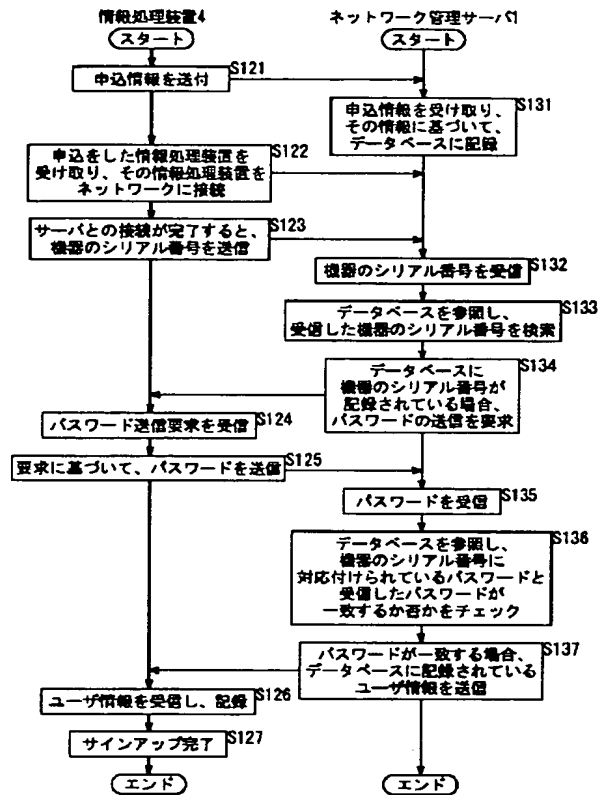 情報処理装置4
スタート
申込情報を送付
S121
申込をした情報処理装置を
受け取り、その情報処理装置を
ネットワークに接続
S122
サーバとの接続が完了すると、
機器のシリアル番号を送信
S123
パスワード送信要求を受信
S124
要求に基づいて、パスワードを送信
S125
ユーザ情報を受信し、記録
S126
サインアップ完了
S127
エンド
ネットワーク管理サーバ1
スタート
申込情報を受け取り、
その情報に基づいて、
データベースに記録
S131
機器のシリアル番号を受信
S132
データベースを参照し、
受信した機器のシリアル番号を検索
S133
データベースに
機器のシリアル番号が
記録されている場合、
パスワードの送信を要求
S134
パスワードを受信
S135
データベースを参照し、
機器のシリアル番号に
対応付けられているパスワードと
受信したパスワードが
一致するか否かをチェック
S136
パスワードが一致する場合、
データベースに記録されている
ユーザ情報を送信
S137
エンド